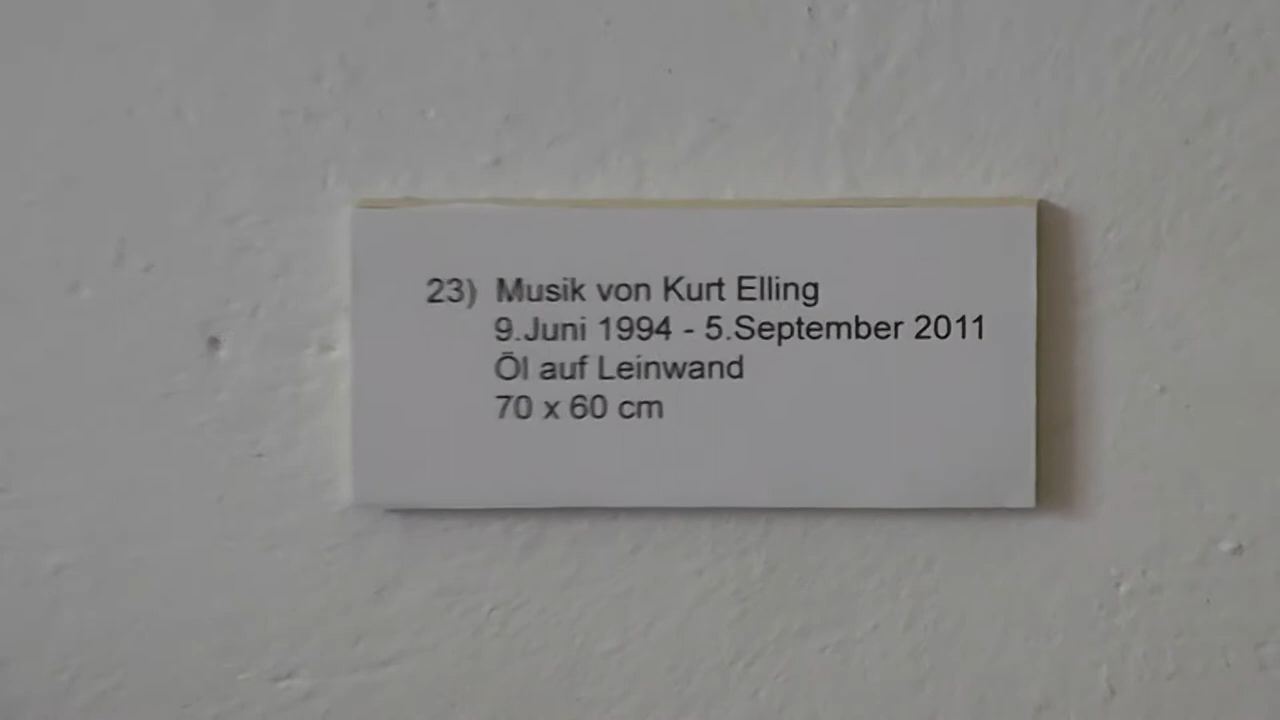 23) Musik von Kurt Elling
9.Juni 1994 - 5.September 2011
Öl auf Leinwand
70 x 60 cm